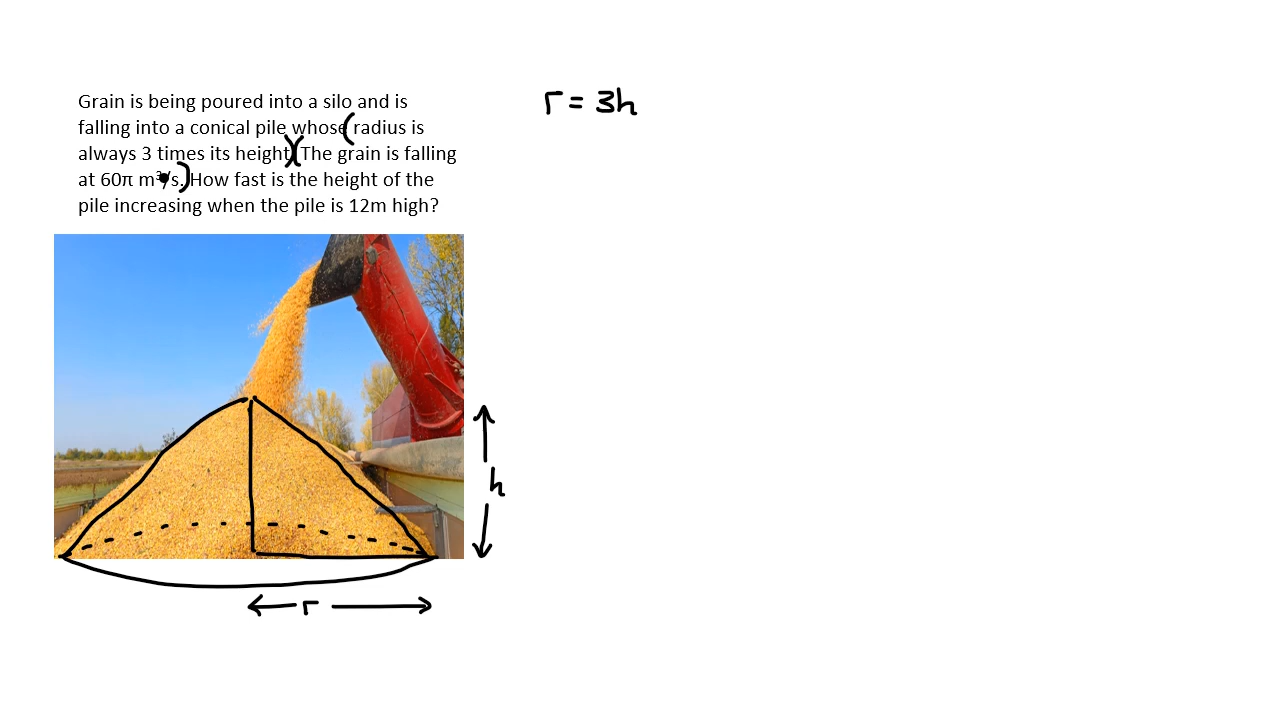 Grain is being poured into a silo and is
falling into a conical pile whose (radius is
always 3 times its height.)(The grain is falling
at 60π m³/s.) How fast is the height of the
pile increasing when the pile is 12m high?
r = 3h
h
r